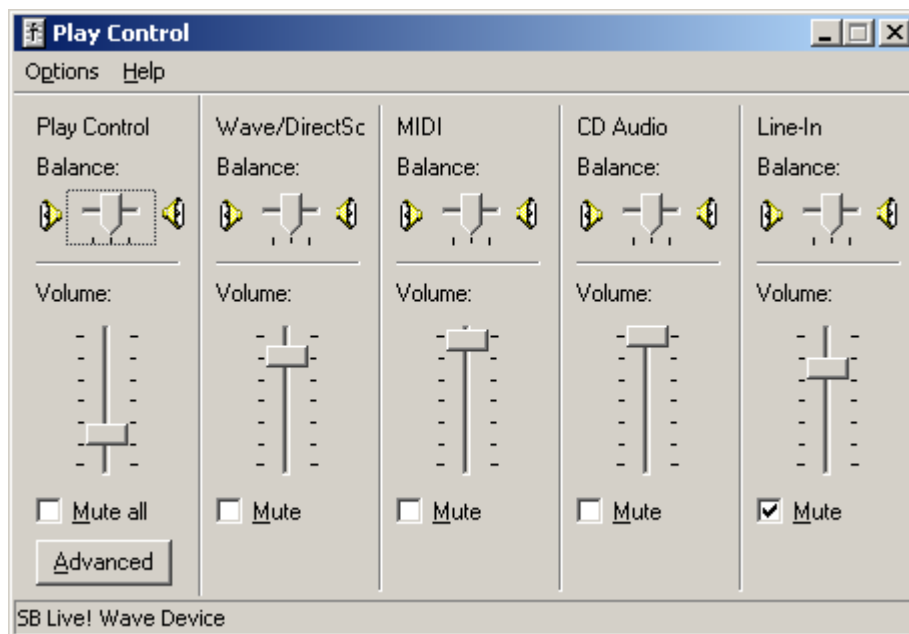 Play Control
Options Help
Play Control
Balance:
Volume:
Mute all
Advanced
Wave/DirectSc
Balance:
Volume:
Mute
MIDI
Balance:
Volume:
Mute
CD Audio
Balance:
Volume:
Mute
Line-In
Balance:
Volume:
Mute
SB Live! Wave Device